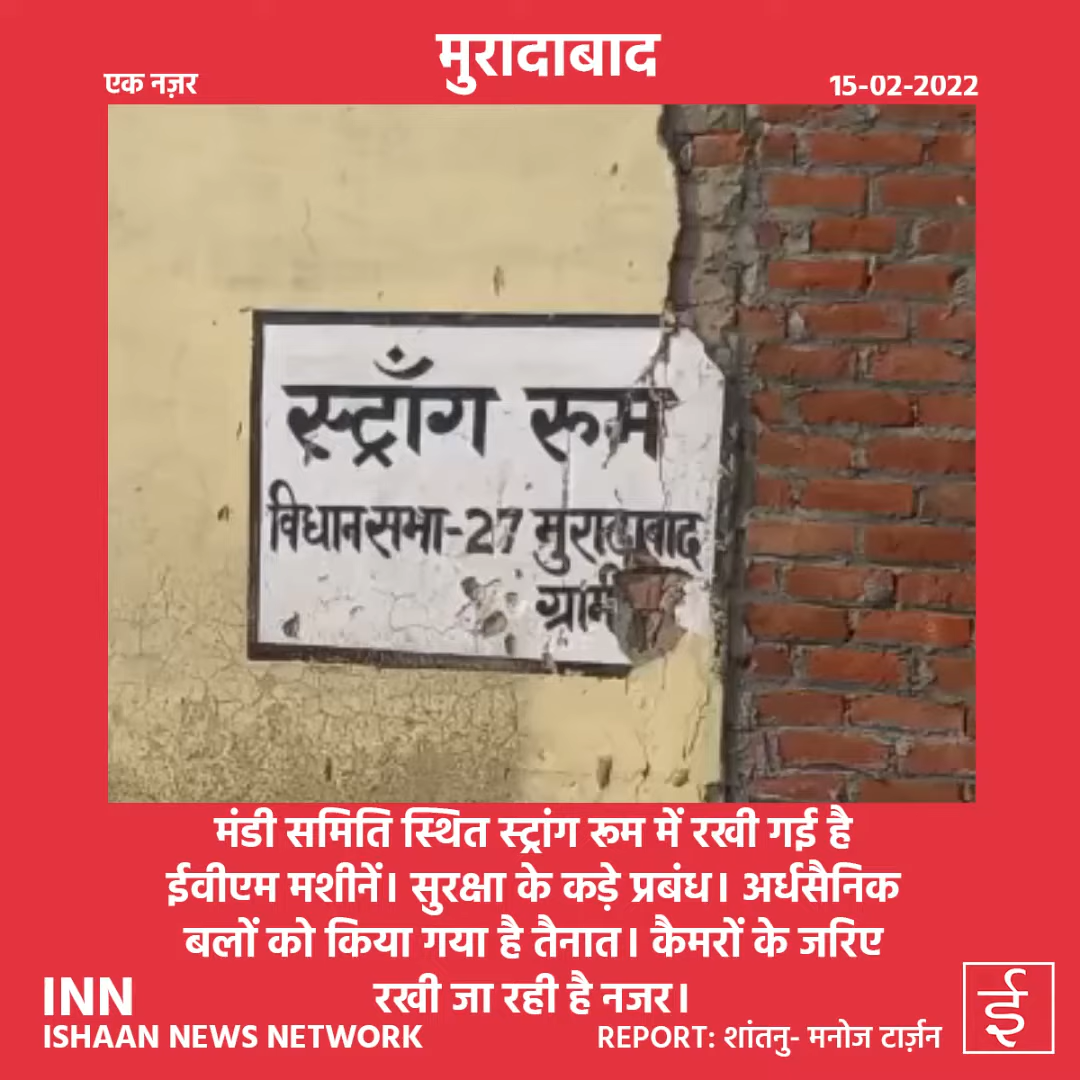 मुरादाबाद
एक नज़र
15-02-2022
स्ट्रॉंग रूम
विधानसभा-27 मुरादाबाद
मंडी समिति स्थित स्ट्रांग रूम में रखी गई है
ईवीएम मशीनें। सुरक्षा के कड़े प्रबंध। अर्धसैनिक
बलों को किया गया है तैनात। कैमरों के जरिए
रखी जा रही है नजर।
INN
ISHAAN NEWS NETWORK
REPORT: शांतनु- मनोज टार्ज़न
ई